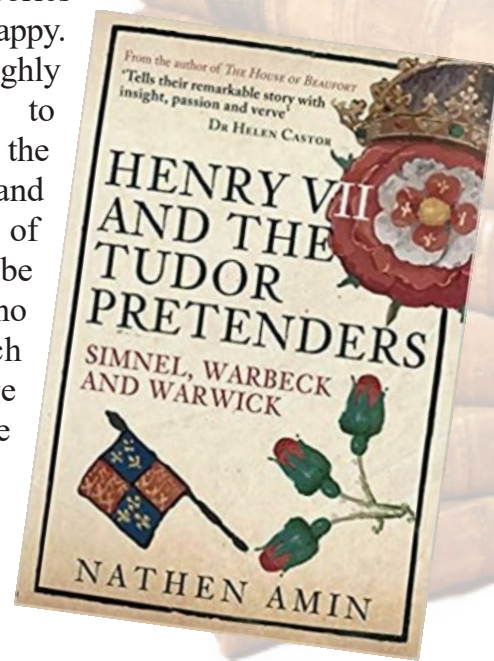 appy.
ghly
to
the
and
of
be
From the author of THE HOUSE OF BEAUFORT
'Tells their remarkable story with
insight, passion and verve'
DR HELEN CASTOR
HENRY VII
AND THE
TUDOR
PRETENDERS
SIMNEL, WARBECK
AND WARWICK
NATHEN AMIN